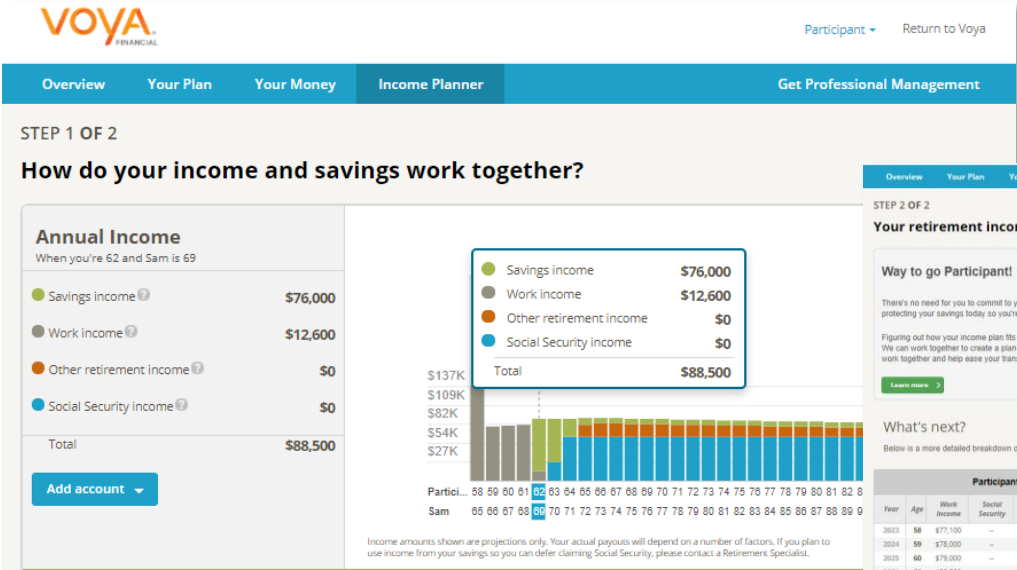 VOYA
FINANCIAL
Participant
Return to Voya
Overview
Your Plan
Your Money
Income Planner
Get Professional Management
STEP 1 OF 2
How do your income and savings work together?
Annual Income
When you're 62 and Sam is 69
Savings income ? $76,000
Work income ? $12,600
Other retirement income ? $0
Social Security income ? $0
Total $88,500
Add account
Savings income $76,000
Work income $12,600
Other retirement income $0
Social Security income $0
Total $88,500
$137K
$109K
$82K
$54K
$27K
Partici... 58 59 60 61 62 63 64 65 66 67 68 69 70 71 72 73 74 75 76 77 78 79 80 81 82 8
Sam 65 66 67 68 69 70 71 72 73 74 75 76 77 78 79 80 81 82 83 84 85 86 87 88 89 9
Income amounts shown are projections only. Your actual payouts will depend on a number of factors. If you plan to
use income from your savings so you can defer claiming Social Security, please contact a Retirement Specialist.
Overview Your Plan Yo
STEP 2 OF 2
Your retirement incom
Way to go Participant!
There's no need for you to commit to y
protecting your savings today so you're
Figuring out how your income plan fits
We can work together to create a plan
work together and help ease your tran
Learn more
What's next?
Below is a more detailed breakdown o
Participant
Year Age Work Income Social Security
2023 58 $77,100 --
2024 59 $78,000 --
2025 60 $79,000 --